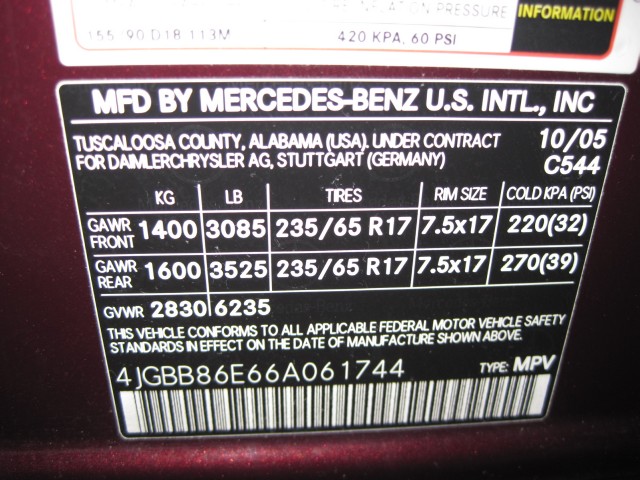 INFLATION PRESSURE
INFORMATION
155/90 D18 113M
420 KPA, 60 PSI
MFD BY MERCEDES-BENZ U.S. INTL., INC
TUSCALOOSA COUNTY, ALABAMA (USA). UNDER CONTRACT 10/05
FOR DAIMLERCHRYSLER AG, STUTTGART (GERMANY) C544
KG LB TIRES RIM SIZE COLD KPA (PSI)
GAWR FRONT 1400 3085 235/65 R17 7.5x17 220(32)
GAWR REAR 1600 3525 235/65 R17 7.5x17 270(39)
GVWR 2830 6235
THIS VEHICLE CONFORMS TO ALL APPLICABLE FEDERAL MOTOR VEHICLE SAFETY
STANDARDS IN EFFECT ON THE DATE OF MANUFACTURE SHOWN ABOVE.
4JGBB86E66A061744 TYPE: MPV